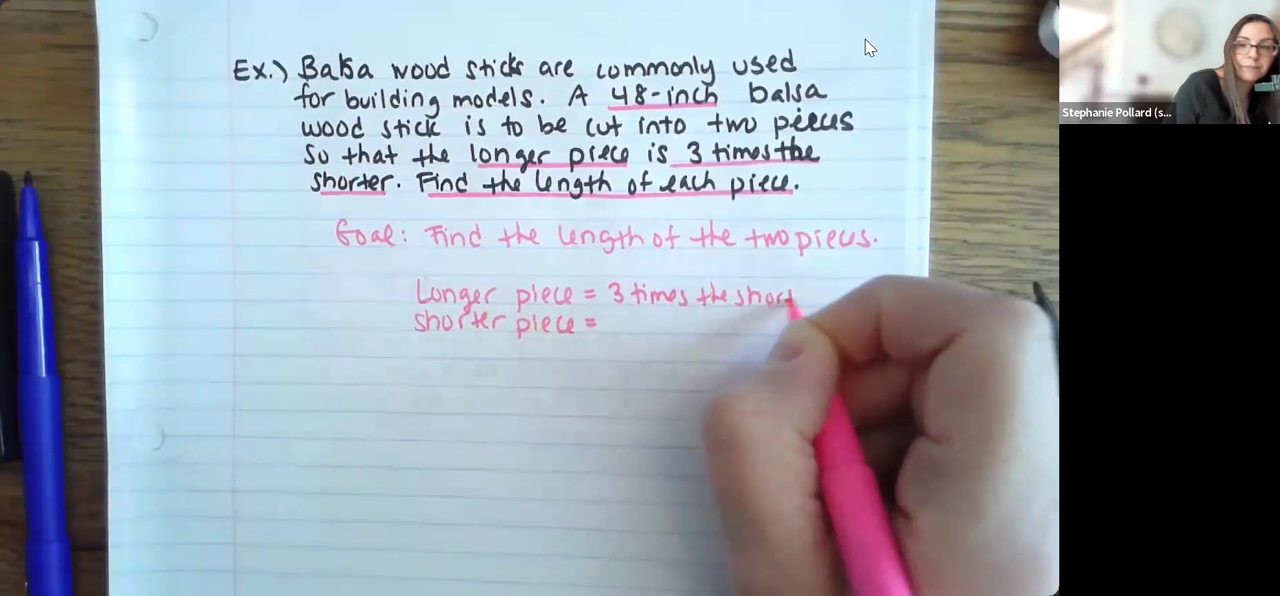 Ex.) Balsa wood sticks are commonly used
for building models. A 48-inch balsa
wood stick is to be cut into two pieces
so that the longer piece is 3 times the
shorter. Find the length of each piece.
Goal: Find the length of the two pieces.
Longer piece = 3 times the short
shorter piece =
Stephanie Pollard (s...